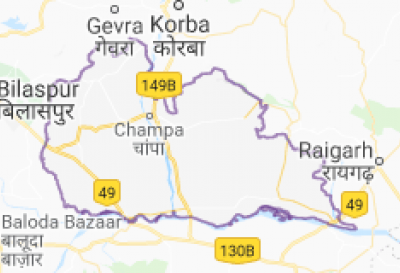 Gevra
गेवरा
Korba
कोरबा
Bilaspur
बिलासपुर
149B
Champa
चांपा
Raigarh
रायगढ़
49
49
Baloda Bazaar
बालूदा
बाज़ार
130B